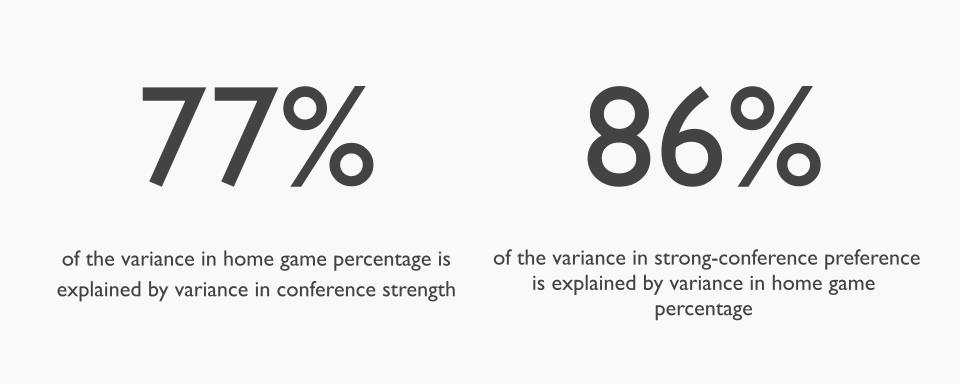 77%
86%
of the variance in home game percentage is
explained by variance in conference strength
of the variance in strong-conference preference
is explained by variance in home game
percentage